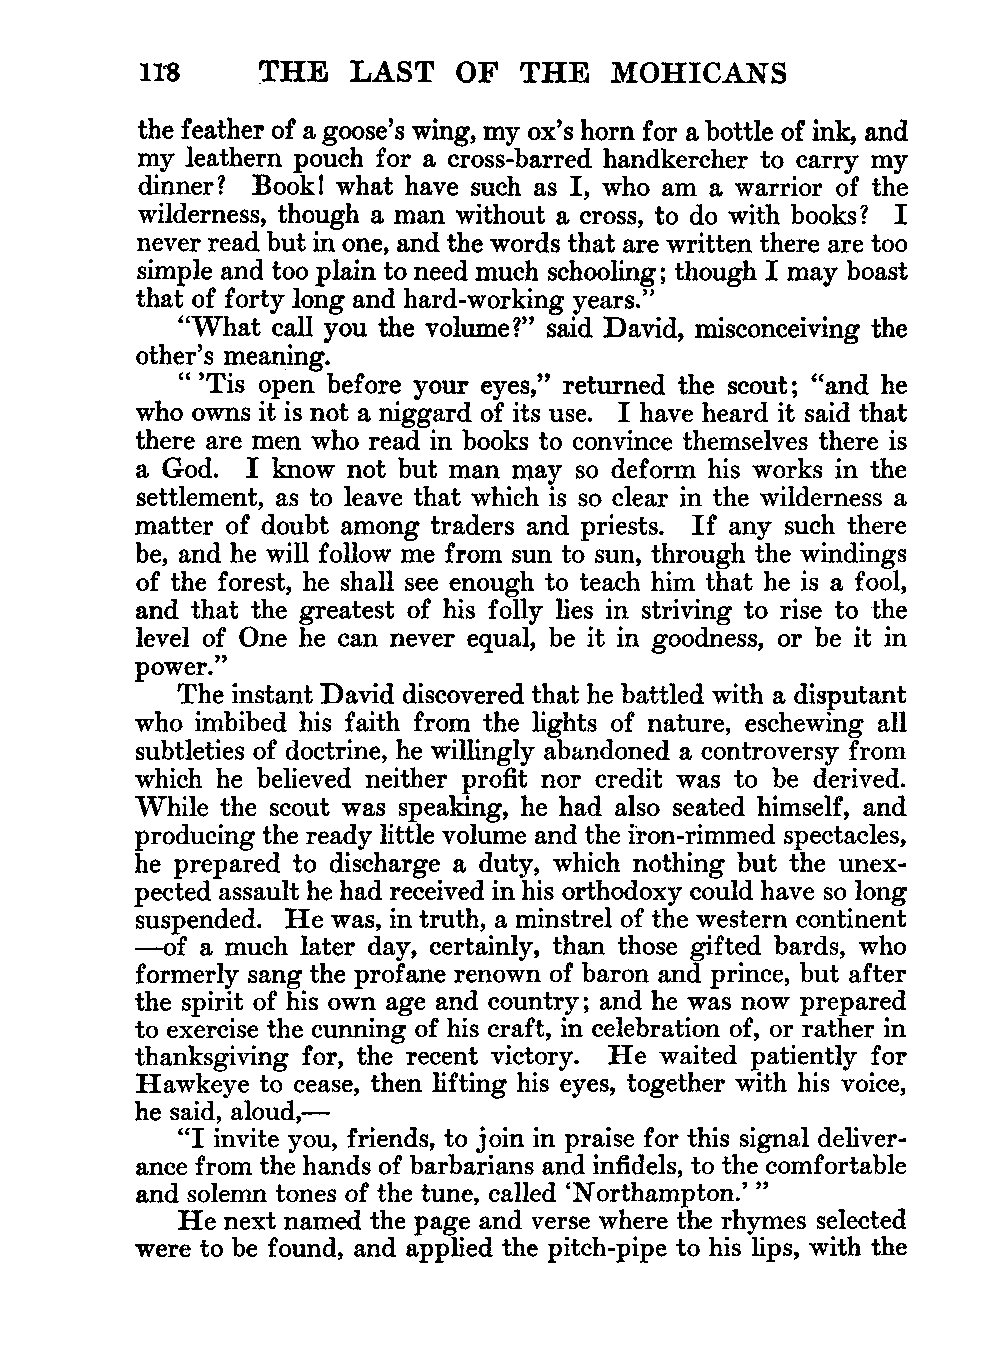 118 THE LAST OF THE MOHICANS
the feather of a goose's wing, my ox's horn for a bottle of ink, and
my leathern pouch for a cross-barred handkercher to carry my
dinner? Book! what have such as I, who am a warrior of the
wilderness, though a man without a cross, to do with books? I
never read but in one, and the words that are written there are too
simple and too plain to need much schooling; though I may boast
that of forty long and hard-working years."
"What call you the volume?" said David, misconceiving the
other's meaning.
"'Tis open before your eyes," returned the scout; "and he
who owns it is not a niggard of its use. I have heard it said that
there are men who read in books to convince themselves there is
a God. I know not but man may so deform his works in the
settlement, as to leave that which is so clear in the wilderness a
matter of doubt among traders and priests. If any such there
be, and he will follow me from sun to sun, through the windings
of the forest, he shall see enough to teach him that he is a fool,
and that the greatest of his folly lies in striving to rise to the
level of One he can never equal, be it in goodness, or be it in
power."
The instant David discovered that he battled with a disputant
who imbibed his faith from the lights of nature, eschewing all
subtleties of doctrine, he willingly abandoned a controversy from
which he believed neither profit nor credit was to be derived.
While the scout was speaking, he had also seated himself, and
producing the ready little volume and the iron-rimmed spectacles,
he prepared to discharge a duty, which nothing but the unex-
pected assault he had received in his orthodoxy could have so long
suspended. He was, in truth, a minstrel of the western continent
—of a much later day, certainly, than those gifted bards, who
formerly sang the profane renown of baron and prince, but after
the spirit of his own age and country; and he was now prepared
to exercise the cunning of his craft, in celebration of, or rather in
thanksgiving for, the recent victory. He waited patiently for
Hawkeye to cease, then lifting his eyes, together with his voice,
he said, aloud,—
"I invite you, friends, to join in praise for this signal deliver-
ance from the hands of barbarians and infidels, to the comfortable
and solemn tones of the tune, called 'Northampton.'"
He next named the page and verse where the rhymes selected
were to be found, and applied the pitch-pipe to his lips, with the